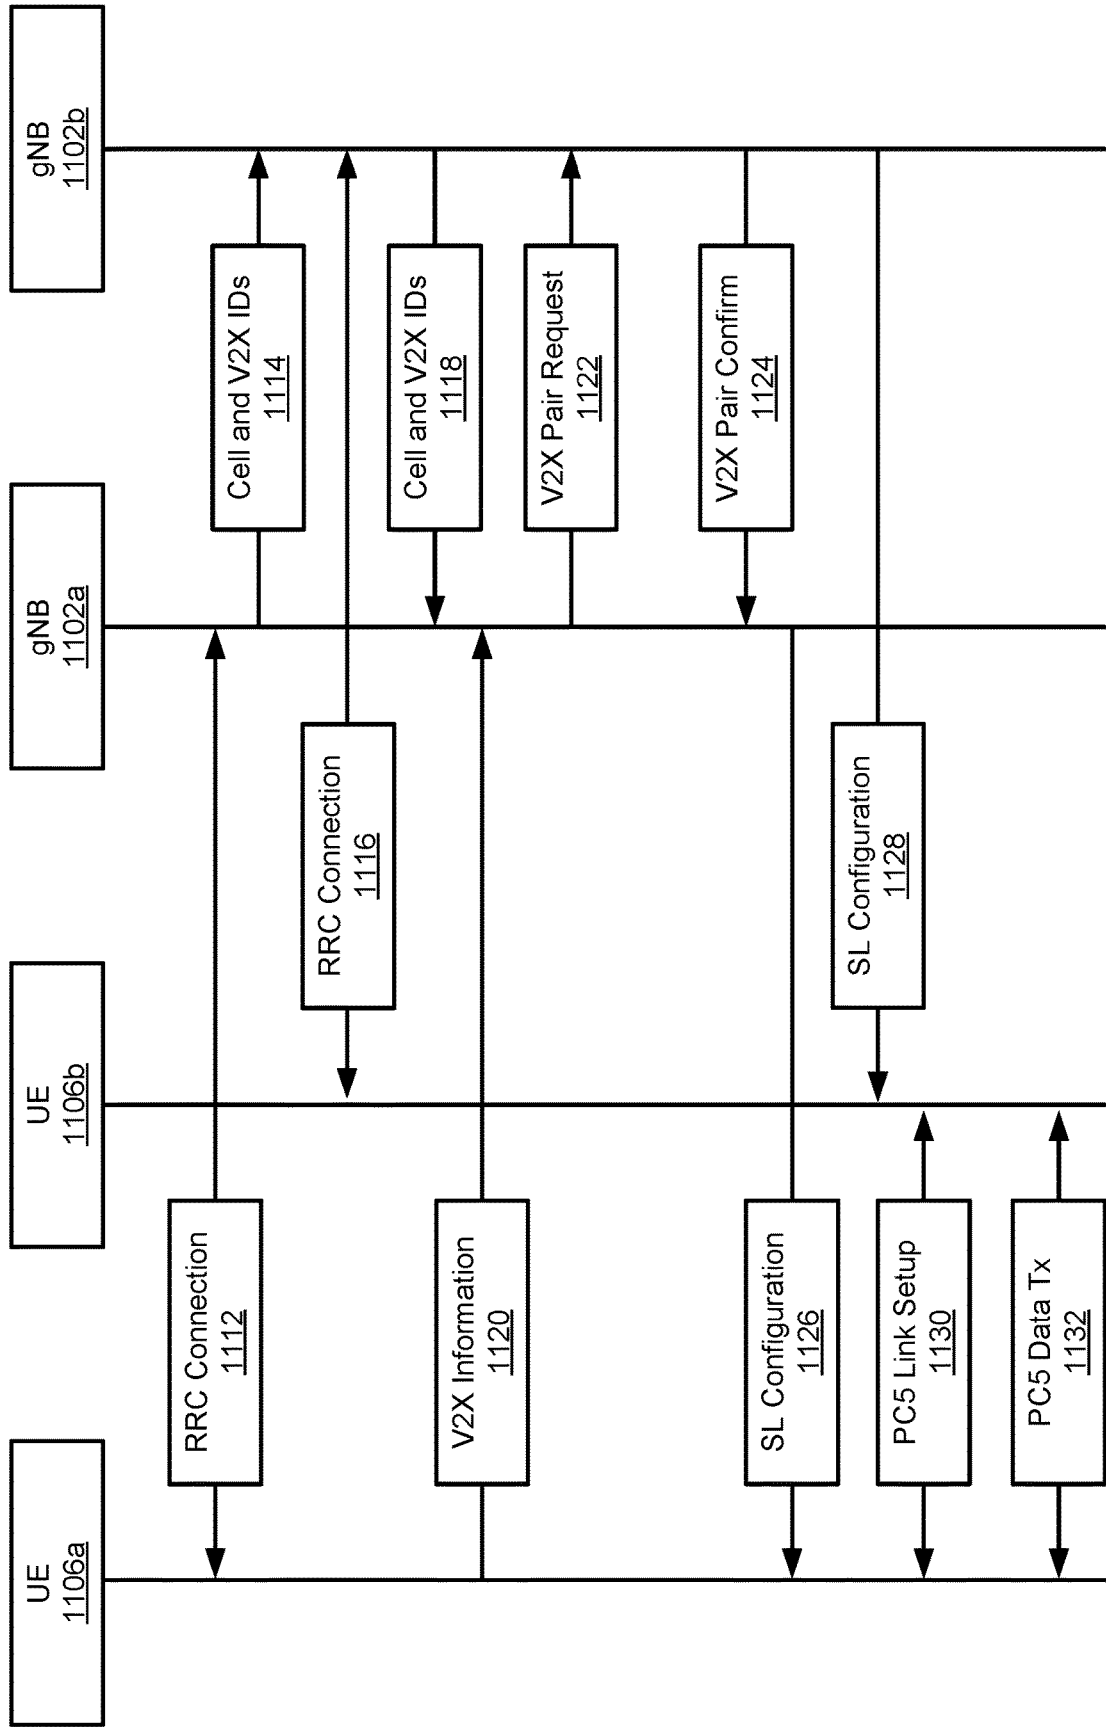 UE
1106a
UE
1106b
gNB
1102a
gNB
1102b
RRC Connection
1112
Cell and V2X IDs
1114
RRC Connection
1116
Cell and V2X IDs
1118
V2X Information
1120
V2X Pair Request
1122
V2X Pair Confirm
1124
SL Configuration
1126
SL Configuration
1128
PC5 Link Setup
1130
PC5 Data Tx
1132